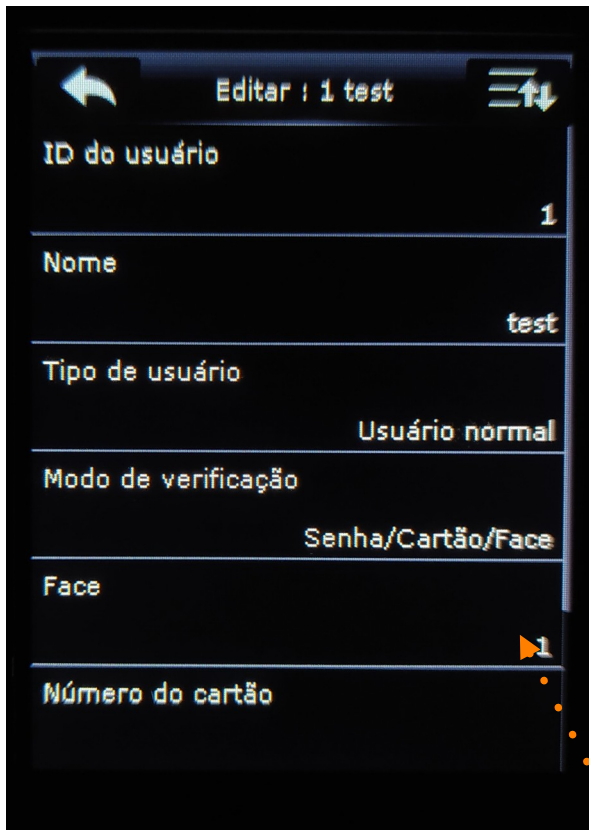 Editar : 1 test
ID do usuário
1
Nome
test
Tipo de usuário
Usuário normal
Modo de verificação
Senha/Cartão/Face
Face
1
Número do cartão